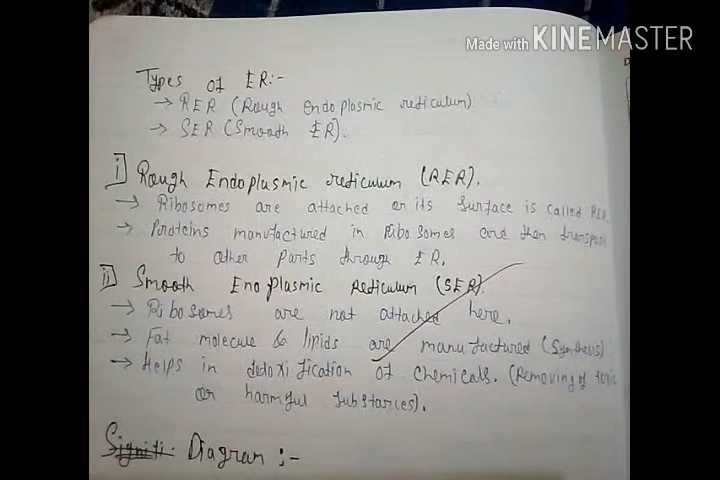 Made with KINEMASTER
Types of ER:-
→ RER (Rough Endoplasmic reticulum)
→ SER (Smooth ER).
i] Rough Endoplasmic reticulum (RER).
→ Ribosomes are attached on its Surface is called RER
→ Proteins manufactured in Ribosomes and then transport
to other parts through ER.
ii] Smooth Enoplasmic Reticulum (SER).
→ Ribosomes are not attached here.
→ Fat molecule & lipids are manufactured (Synthesis)
→ Helps in detoxification of chemicals. (Removing of toxic
or harmful substances).
Diagram :-